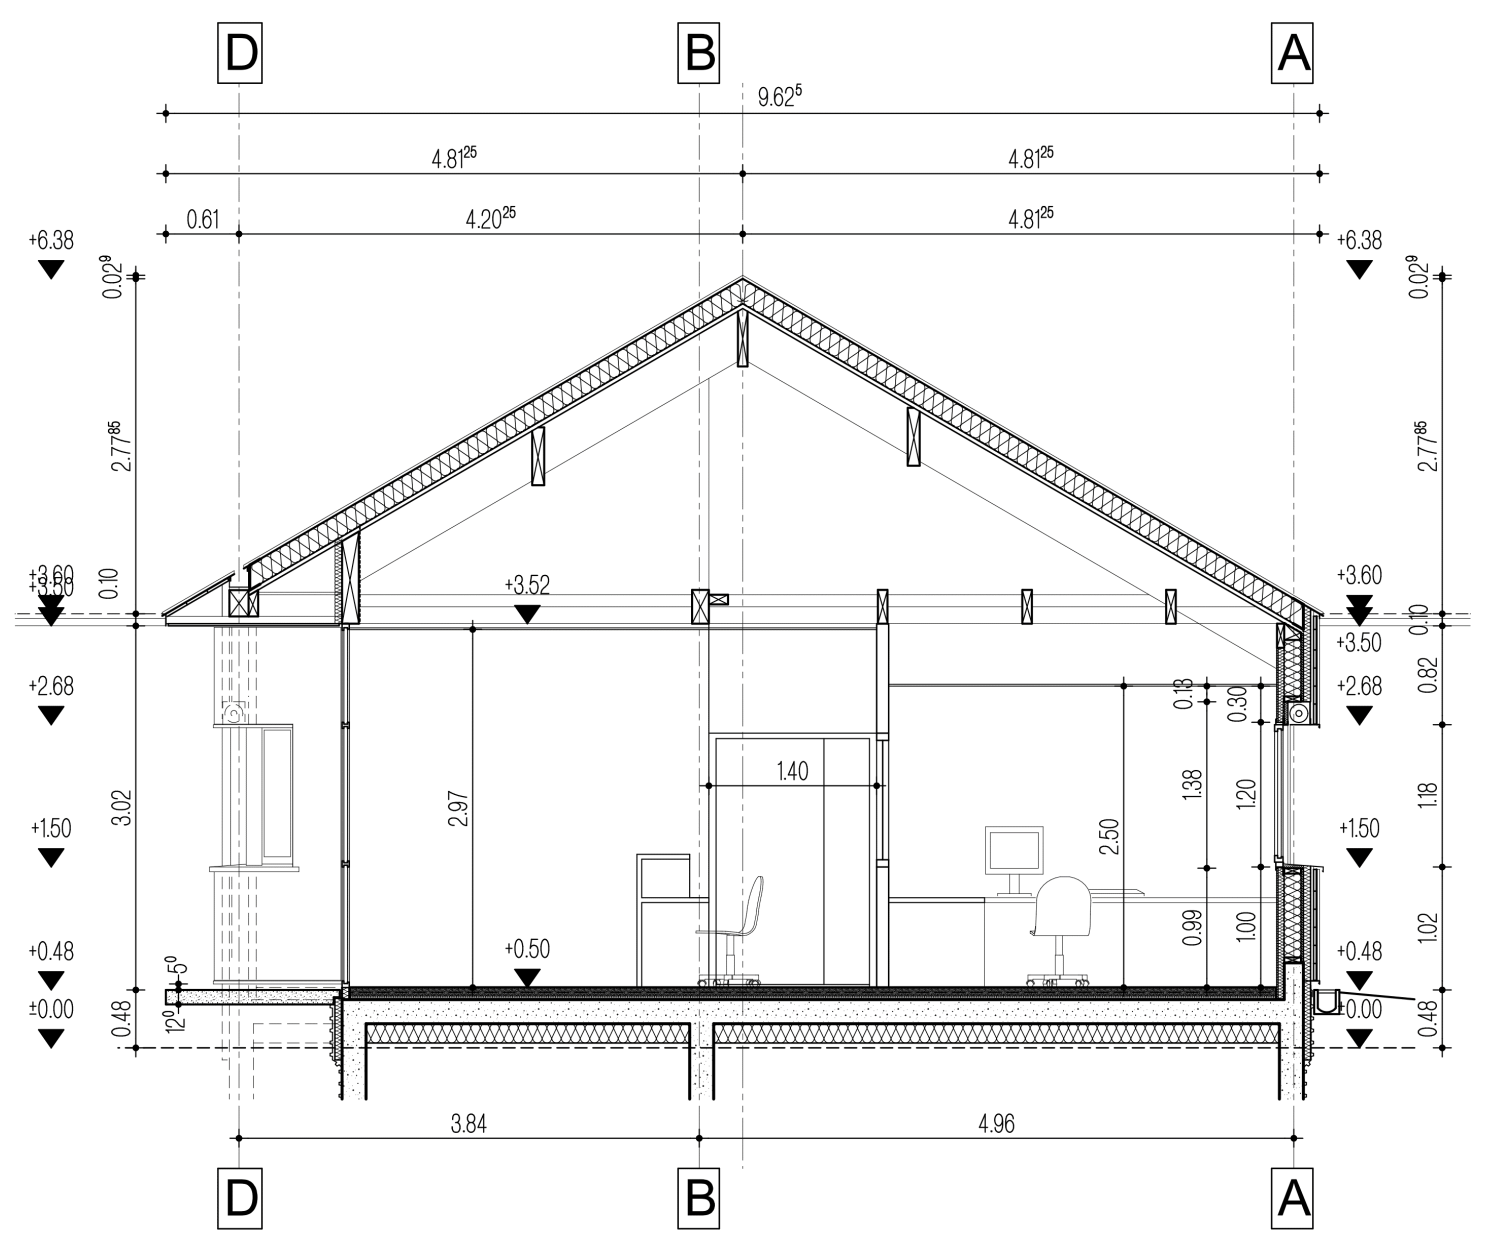 D B A
9.62⁵
4.81²⁵ 4.81²⁵
0.61 4.20²⁵ 4.81²⁵
+6.38 +6.38
0.02⁹ 0.02⁹
2.77⁸⁵ 2.77⁸⁵
+3.60 0.10 +3.52 +3.60
+3.50 0.10
+3.50
+2.68 0.13 0.30 0.82 +2.68
1.40
3.02 2.97 1.38 1.20 1.18
+1.50 2.50 +1.50
0.99 1.00 1.02
+0.48 +0.50 +0.48
5⁰
±0.00 12⁰ 0.48 ±0.00 0.48
3.84 4.96
D B A